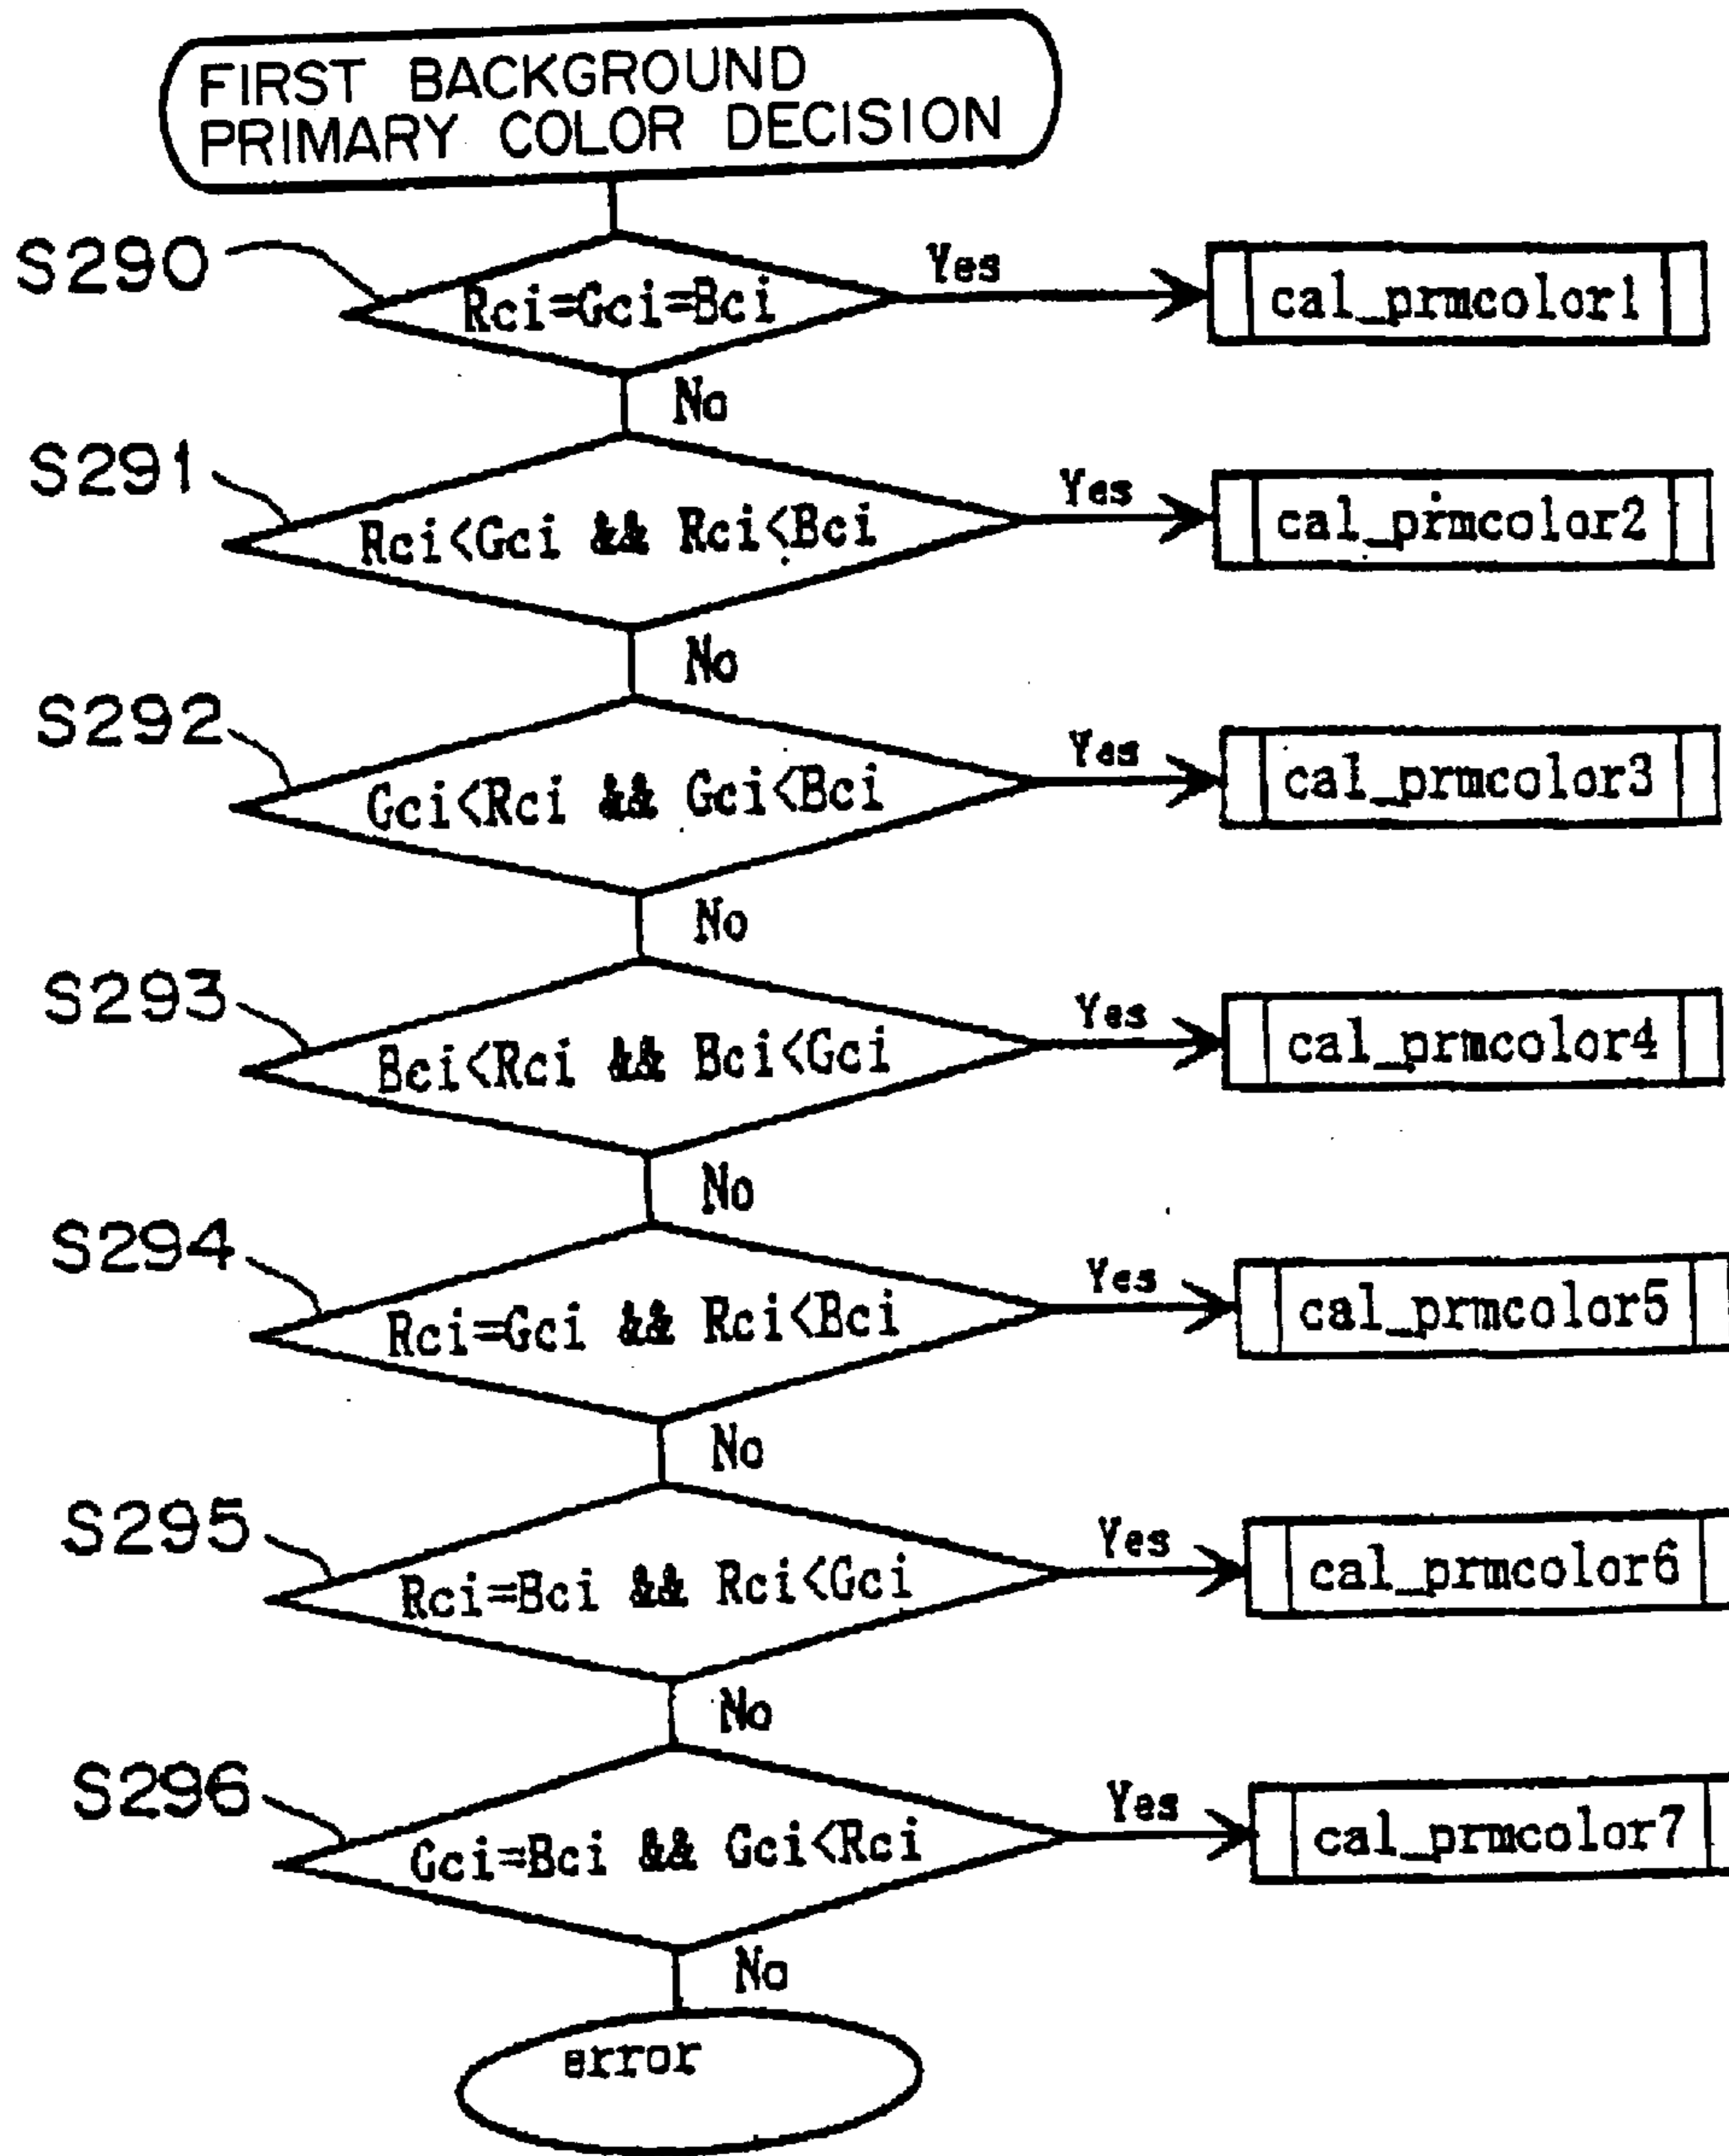 FIRST BACKGROUND
PRIMARY COLOR DECISION
S290
Rci=Gci=Bci
Yes
cal_prmcolor1
No
S291
Rci<Gci && Rci<Bci
Yes
cal_prmcolor2
No
S292
Gci<Rci && Gci<Bci
Yes
cal_prmcolor3
No
S293
Bci<Rci && Bci<Gci
Yes
cal_prmcolor4
No
S294
Rci=Gci && Rci<Bci
Yes
cal_prmcolor5
No
S295
Rci=Bci && Rci<Gci
Yes
cal_prmcolor6
No
S296
Gci=Bci && Gci<Rci
Yes
cal_prmcolor7
No
error